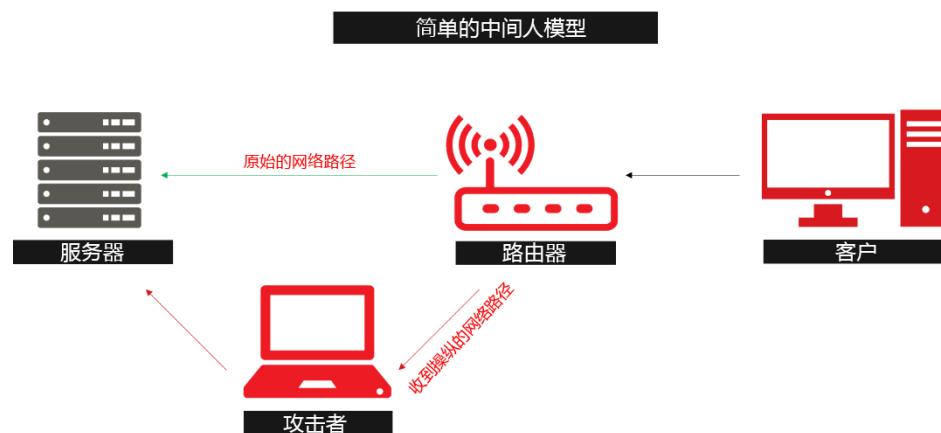 简单的中间人模型
原始的网络路径
服务器
路由器
客户
收到操纵的网络路径
攻击者